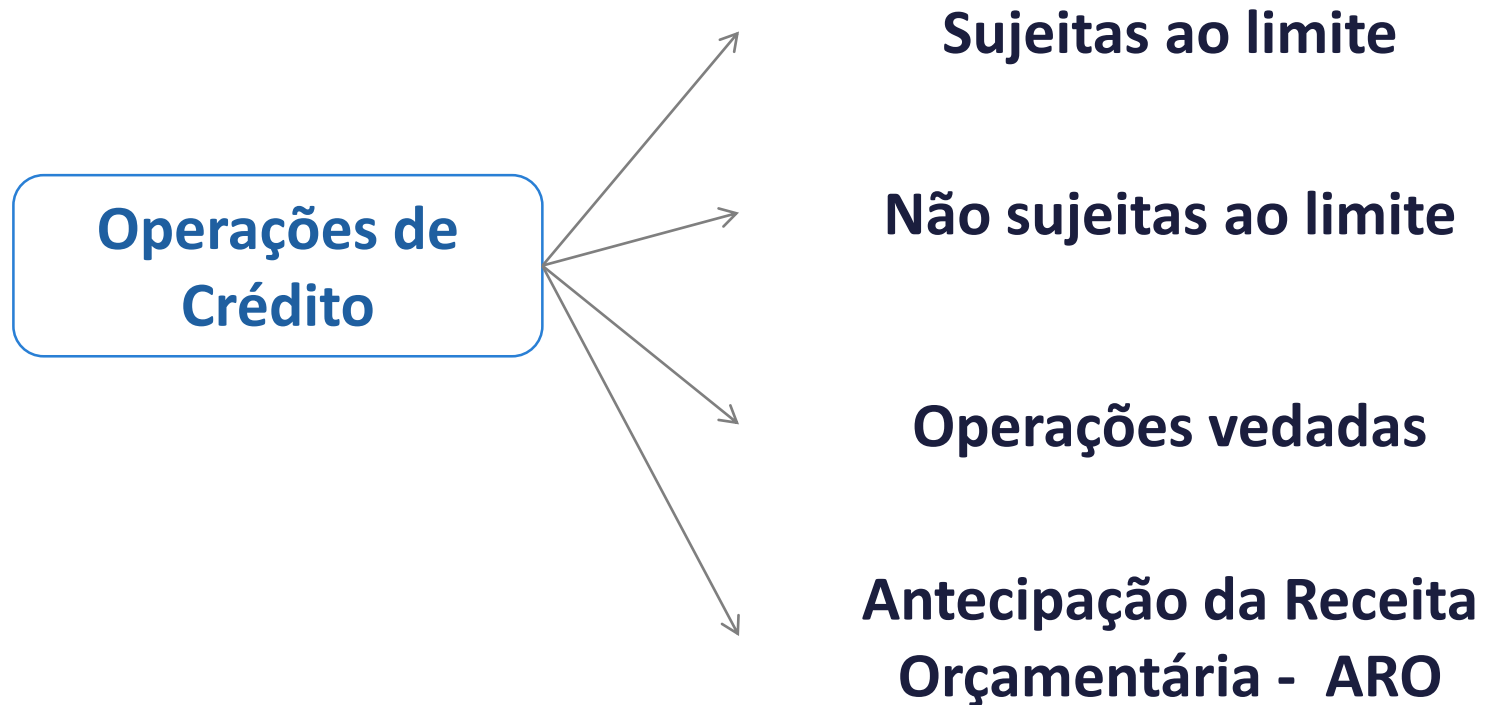 Operações de
Crédito
Sujeitas ao limite
Não sujeitas ao limite
Operações vedadas
Antecipação da Receita
Orçamentária - ARO